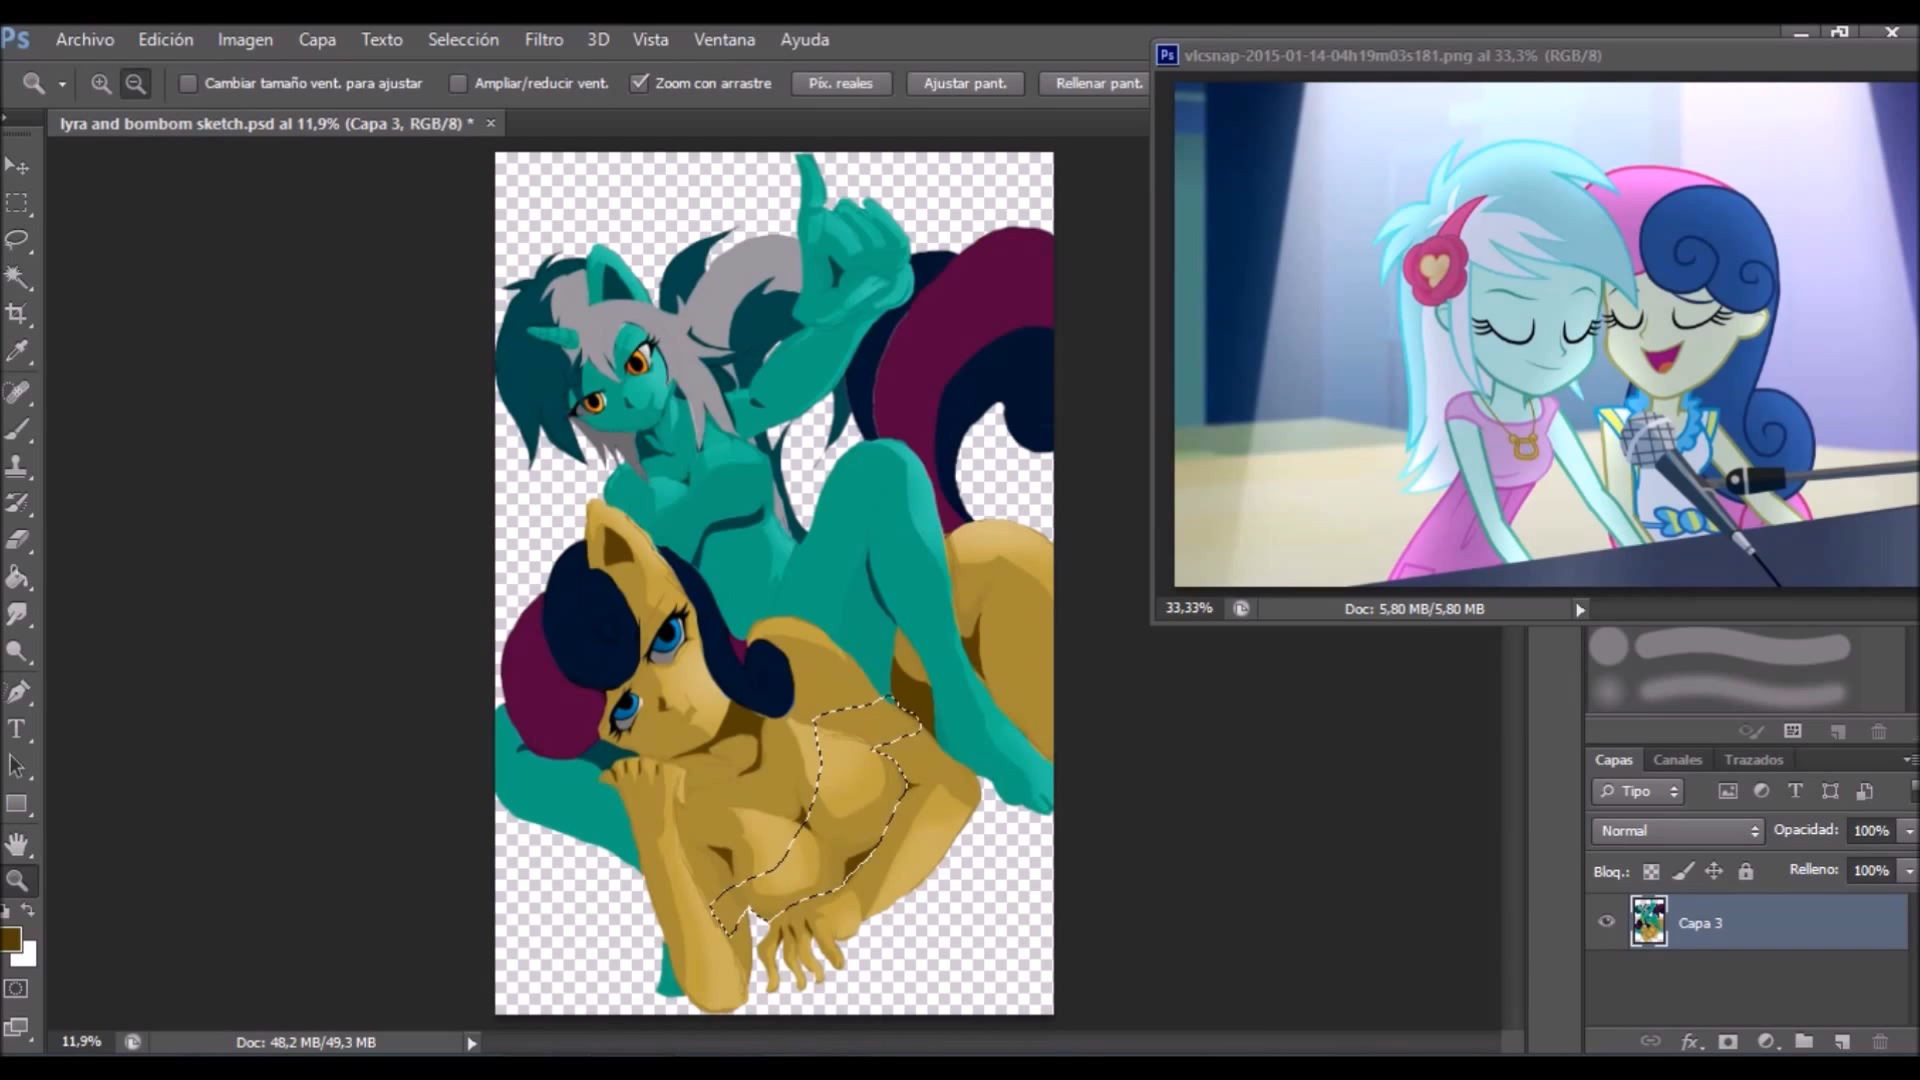 Ps Archivo Edición Imagen Capa Texto Selección Filtro 3D Vista Ventana Ayuda
Ps vlcsnap-2015-01-14-04h19m03s181.png al 33,3% (RGB/8)
Cambiar tamaño vent. para ajustar Ampliar/reducir vent. Zoom con arrastre Píx. reales Ajustar pant. Rellenar pant.
lyra and bombom sketch.psd al 11,9% (Capa 3, RGB/8) * ×
33,33% Doc: 5,80 MB/5,80 MB
Capas Canales Trazados
Tipo
Normal Opacidad: 100%
Bloq.: Relleno: 100%
Capa 3
11,9% Doc: 48,2 MB/49,3 MB